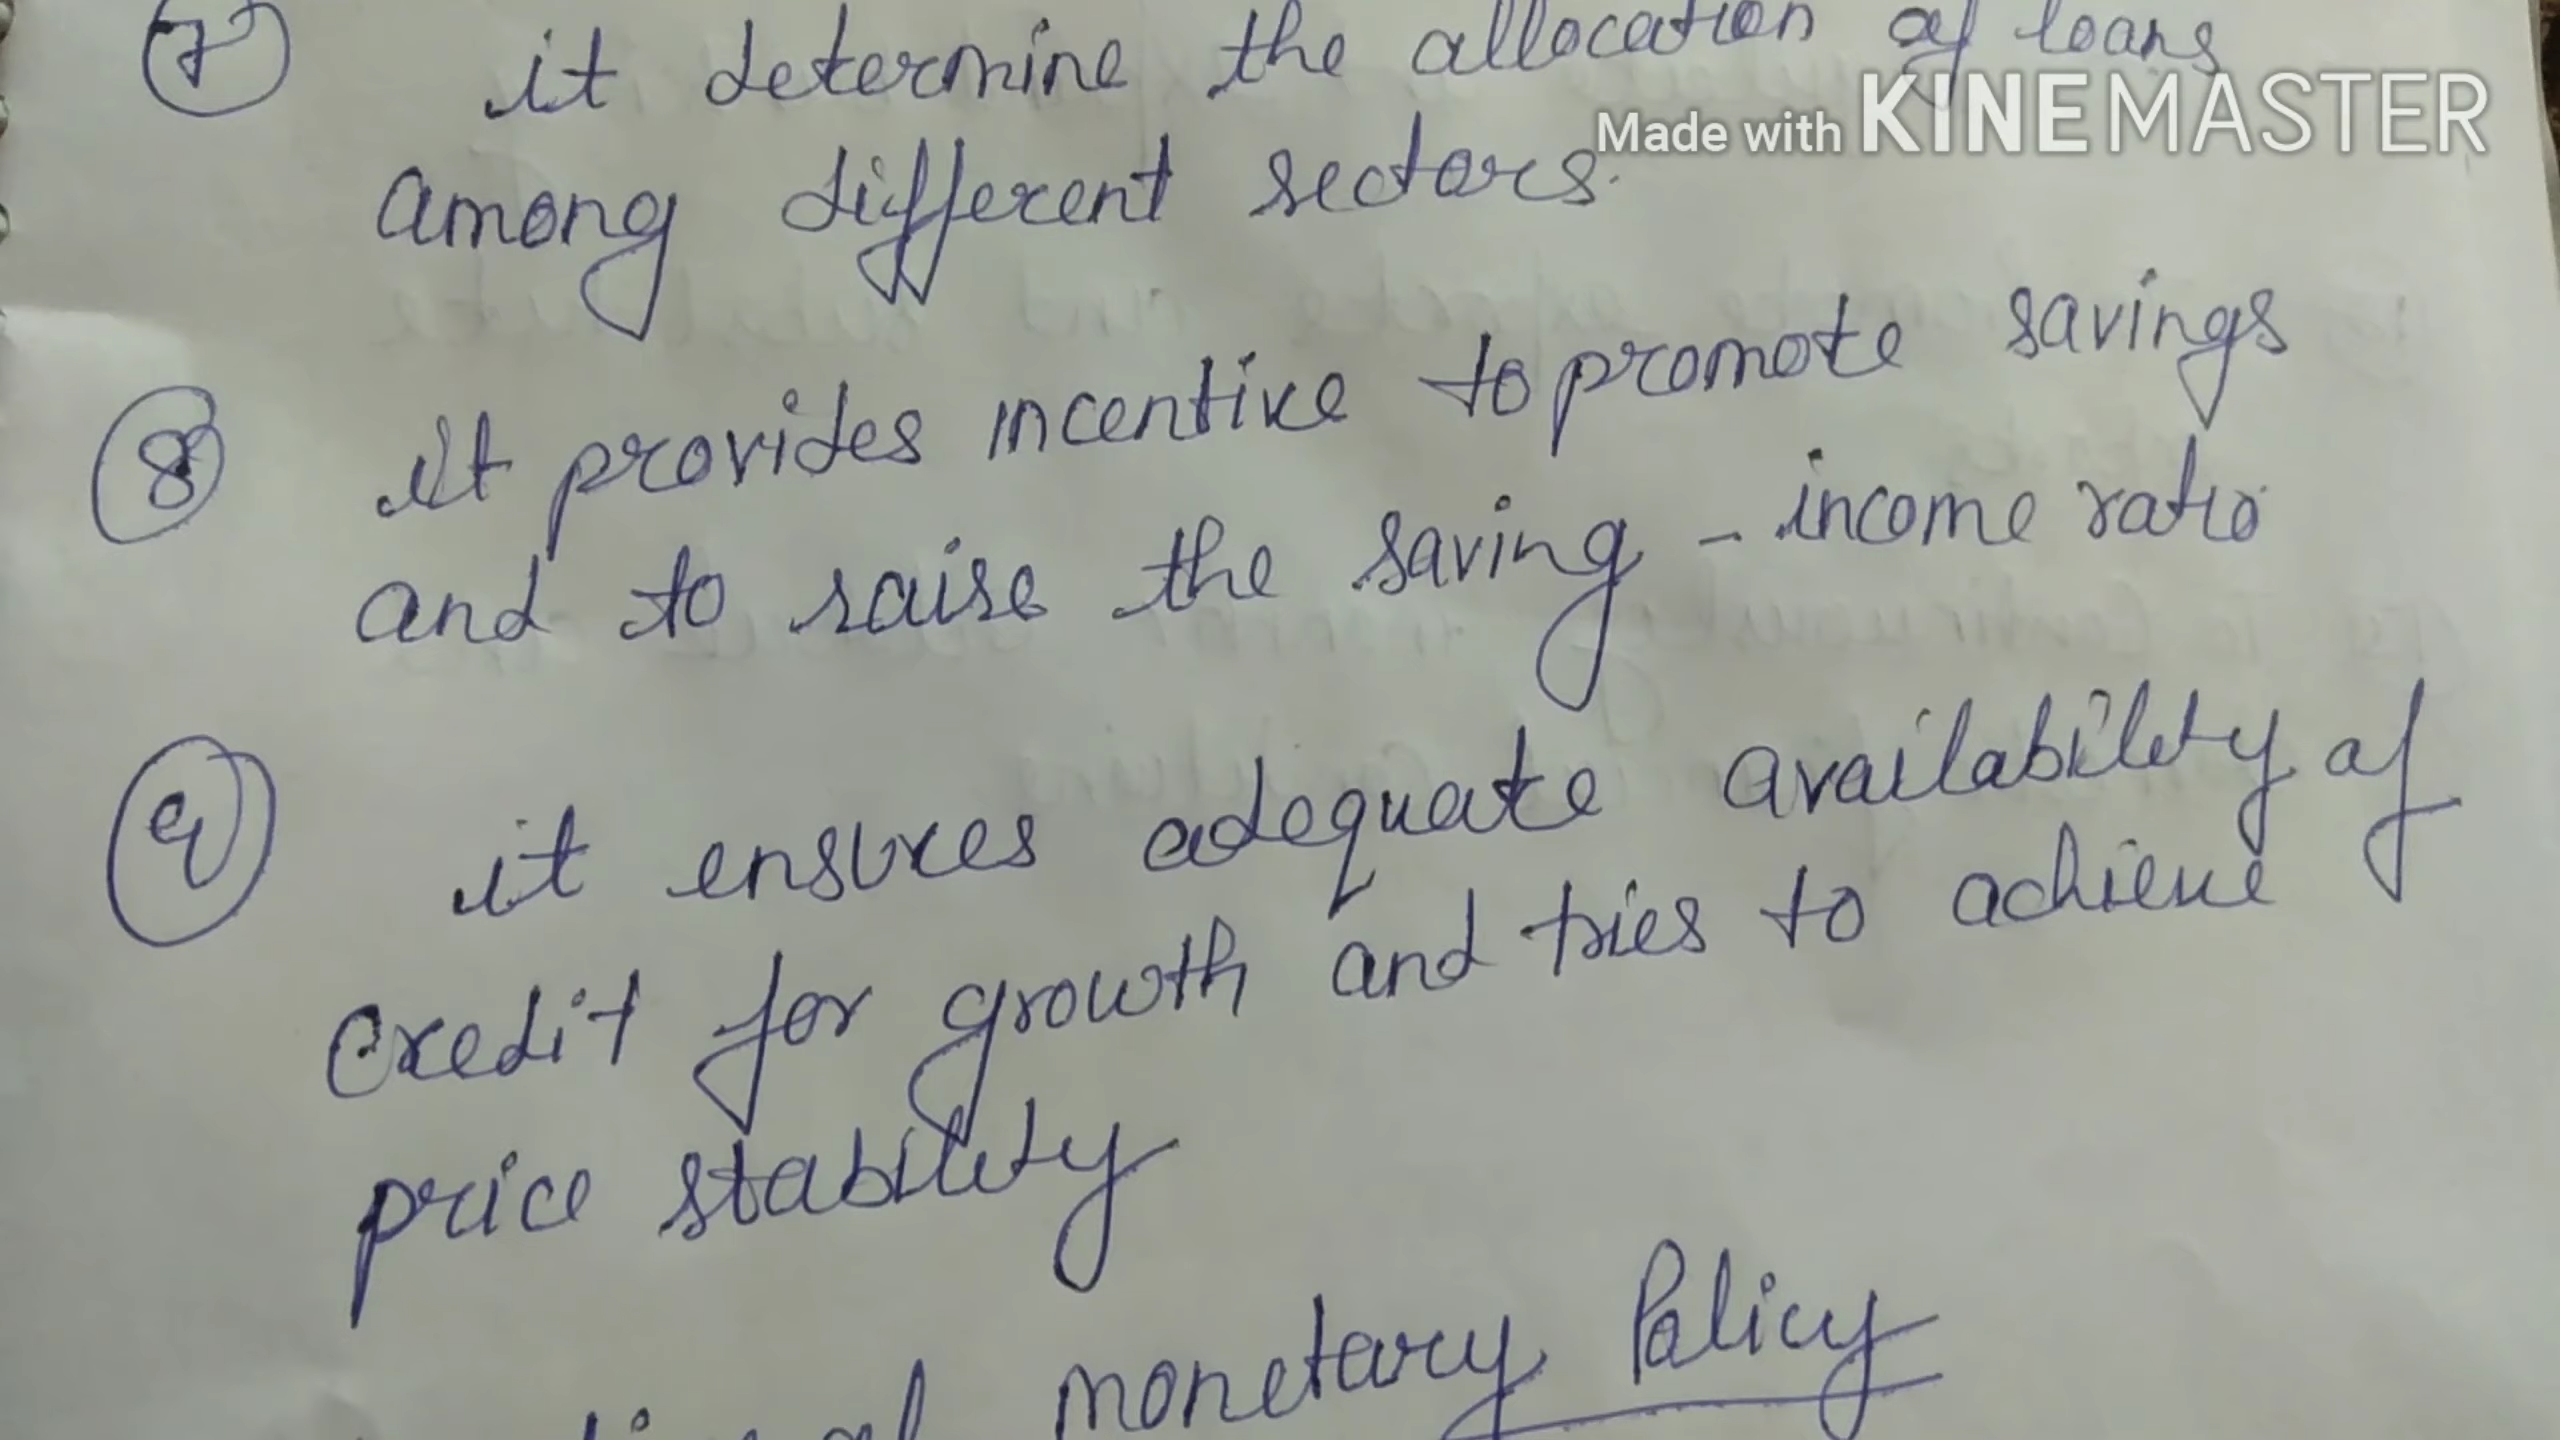 7 it determine the allocation of loans
Made with KINEMASTER
among different sectors.
8 it provides incentive to promote savings
and to raise the saving - income ratio
9 it ensures adequate availability of
credit for growth and tries to achieve
price stability
of monetary Policy